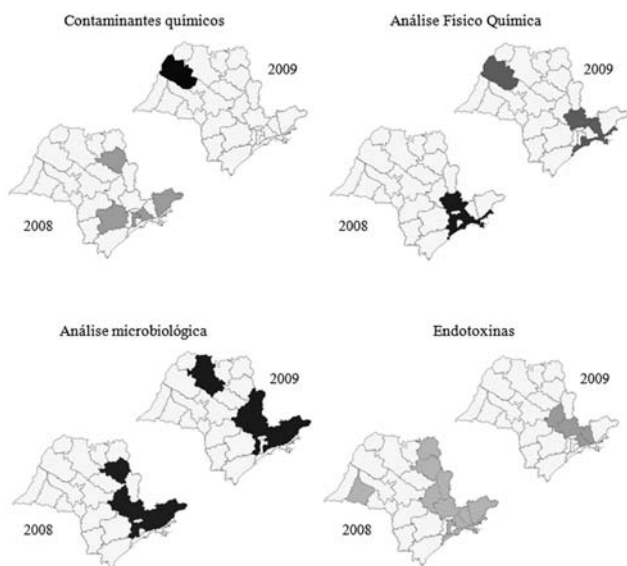 Contaminantes químicos
Análise Físico Química
2009
2009
2008
2008
Análise microbiológica
Endotoxinas
2009
2009
2008
2008